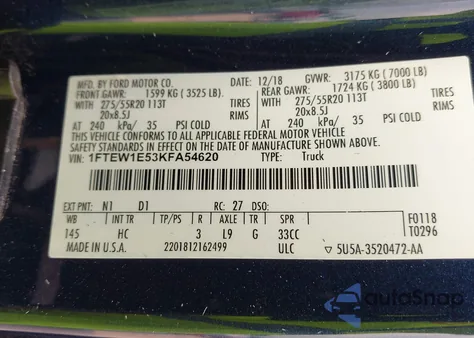 MFD. BY FORD MOTOR CO.
DATE: 12/18 GVWR: 3175 KG (7000 LB)
FRONT GAWR: 1599 KG (3525 LB)
REAR GAWR: 1724 KG (3800 LB)
WITH 275/55R20 113T TIRES
WITH 275/55R20 113T TIRES
20x8.5J RIMS
20x8.5J RIMS
AT 240 kPa/ 35 PSI COLD
AT 240 kPa/ 35 PSI COLD
THIS VEHICLE CONFORMS TO ALL APPLICABLE FEDERAL MOTOR VEHICLE
SAFETY STANDARDS IN EFFECT ON THE DATE OF MANUFACTURE SHOWN ABOVE.
VIN: 1FTEW1E53KFA54620 TYPE: Truck
EXT PNT: N1 D1 RC: 27 DSO:
WB INT TR TP/PS R AXLE TR SPR
145 HC 3 L9 G 33CC
F0118
T0296
MADE IN U.S.A. 2201812162499 ULC ▽ 5U5A-3520472-AA
autoSnap